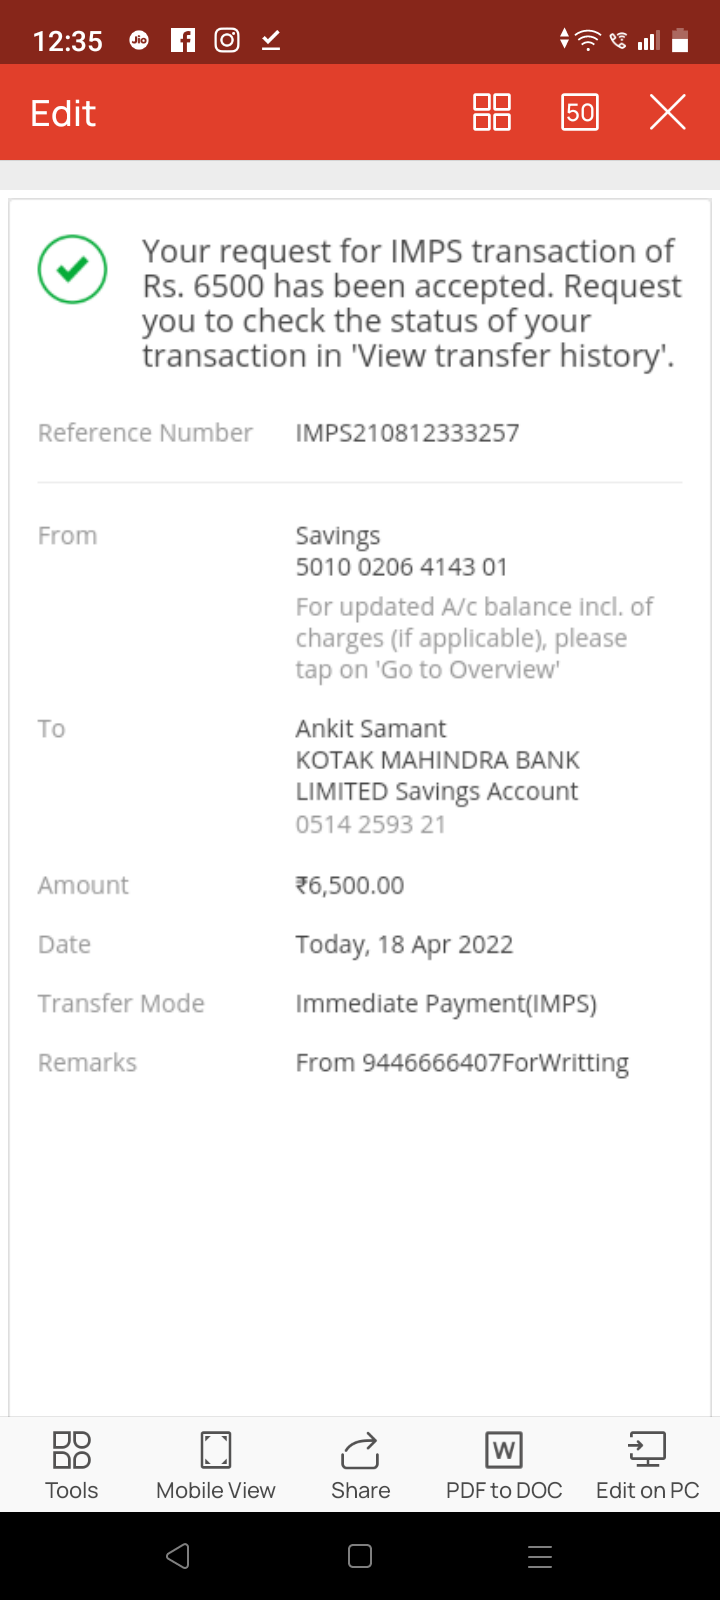 12:35
Jio
Edit
50
Your request for IMPS transaction of
Rs. 6500 has been accepted. Request
you to check the status of your
transaction in 'View transfer history'.
Reference Number IMPS210812333257
From Savings
5010 0206 4143 01
For updated A/c balance incl. of
charges (if applicable), please
tap on 'Go to Overview'
To Ankit Samant
KOTAK MAHINDRA BANK
LIMITED Savings Account
0514 2593 21
Amount ₹6,500.00
Date Today, 18 Apr 2022
Transfer Mode Immediate Payment(IMPS)
Remarks From 9446666407ForWritting
Tools Mobile View Share PDF to DOC Edit on PC